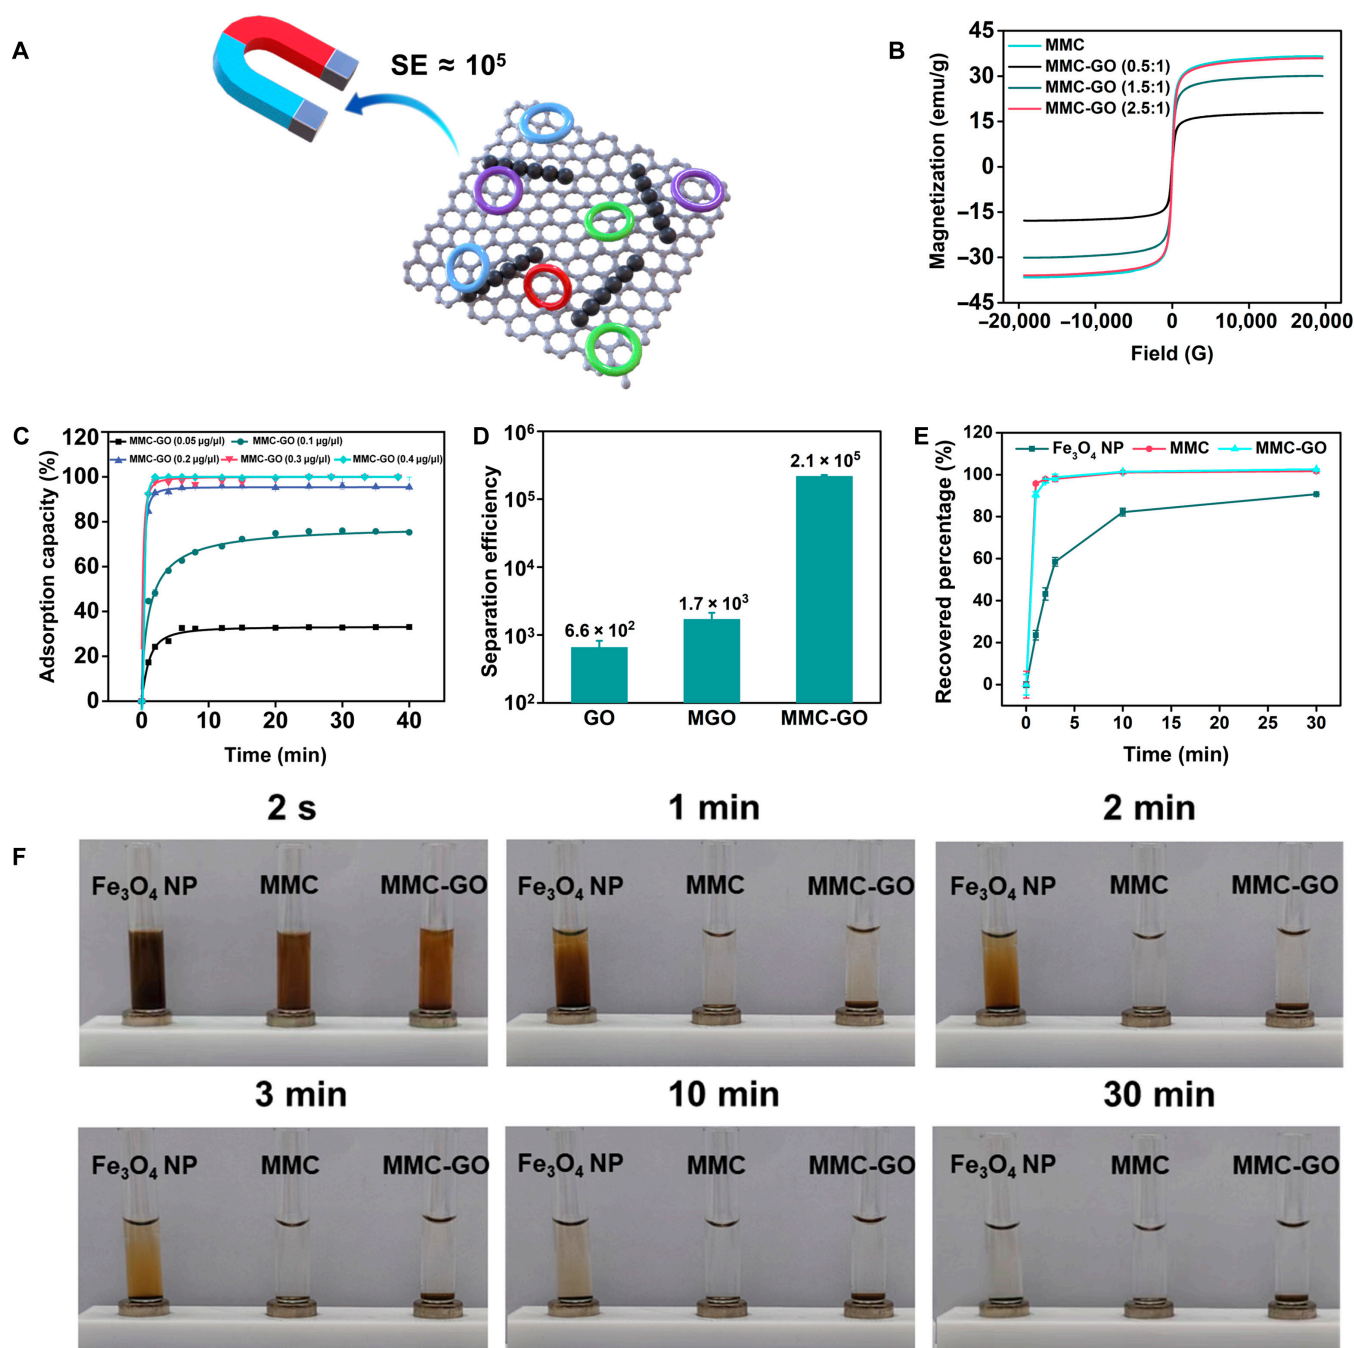 A
SE ≈ 10⁵
B
Magnetization (emu/g)
45
30
15
0
−15
−30
−45
MMC
MMC-GO (0.5:1)
MMC-GO (1.5:1)
MMC-GO (2.5:1)
−20,000 −10,000 0 10,000 20,000
Field (G)
C
Adsorption capacity (%)
120
100
80
60
40
20
0
MMC-GO (0.05 µg/µl) MMC-GO (0.1 µg/µl)
MMC-GO (0.2 µg/µl) MMC-GO (0.3 µg/µl) MMC-GO (0.4 µg/µl)
0 10 20 30 40
Time (min)
D
Separation efficiency
10⁶
10⁵
10⁴
10³
10²
6.6 × 10²
1.7 × 10³
2.1 × 10⁵
GO MGO MMC-GO
E
Recovered percentage (%)
120
100
80
60
40
20
0
Fe₃O₄ NP MMC MMC-GO
0 5 10 15 20 25 30
Time (min)
F
2 s
Fe₃O₄ NP MMC MMC-GO
1 min
Fe₃O₄ NP MMC MMC-GO
2 min
Fe₃O₄ NP MMC MMC-GO
3 min
Fe₃O₄ NP MMC MMC-GO
10 min
Fe₃O₄ NP MMC MMC-GO
30 min
Fe₃O₄ NP MMC MMC-GO